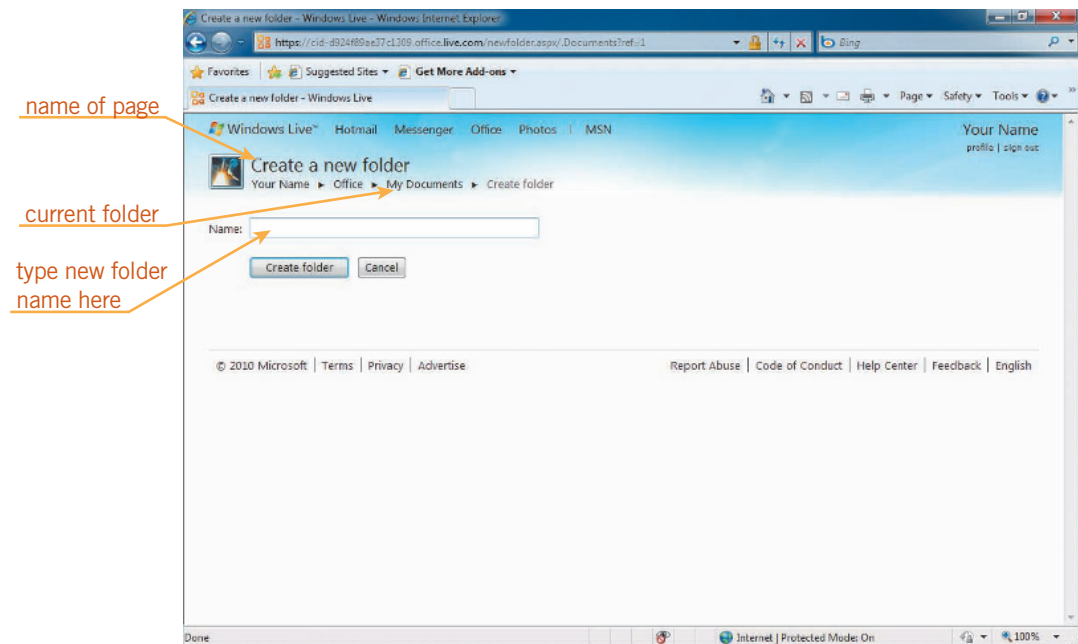 Create a new folder - Windows Live - Windows Internet Explorer
https://cid-d924f89ae37c1309.office.live.com/newfolder.aspx/.Documents?ref=1
Bing
Favorites Suggested Sites Get More Add-ons
Create a new folder - Windows Live
Page Safety Tools
name of page
Windows Live™ Hotmail Messenger Office Photos | MSN
Your Name
profile | sign out
Create a new folder
Your Name ► Office ► My Documents ► Create folder
current folder
Name:
type new folder
name here
Create folder Cancel
© 2010 Microsoft | Terms | Privacy | Advertise
Report Abuse | Code of Conduct | Help Center | Feedback | English
Done
Internet | Protected Mode: On
100%